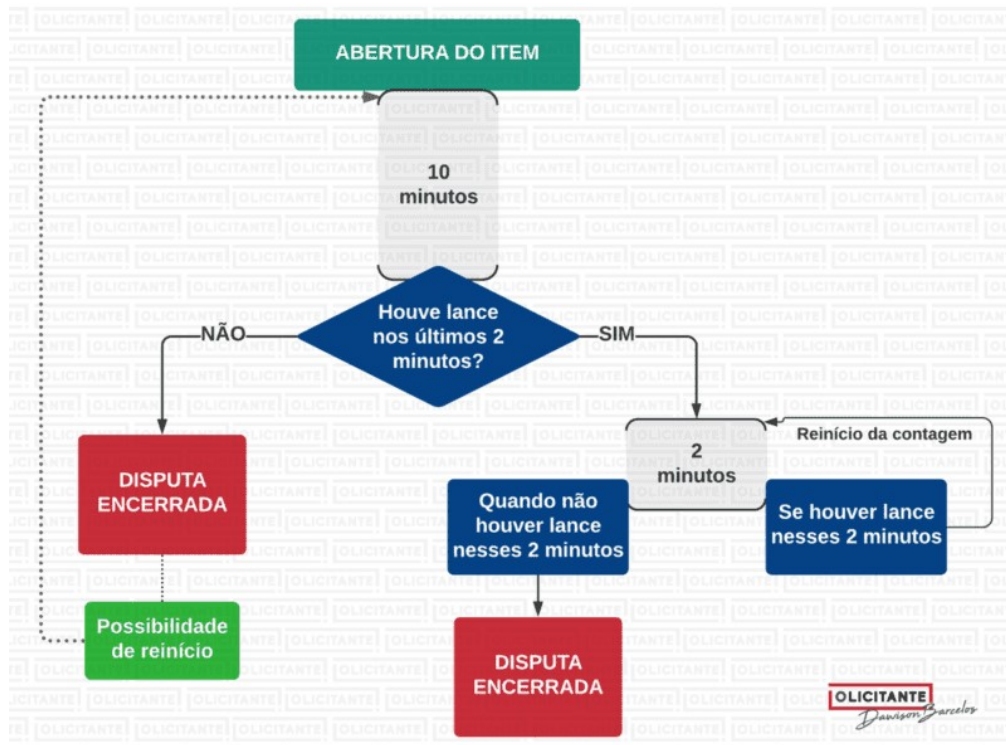 ABERTURA DO ITEM
10
minutos
Houve lance
nos últimos 2
minutos?
NÃO
SIM
DISPUTA
ENCERRADA
Possibilidade
de reinício
2
minutos
Reinício da contagem
Quando não
houver lance
nesses 2 minutos
Se houver lance
nesses 2 minutos
DISPUTA
ENCERRADA
OLICITANTE
Dawison Barcelos